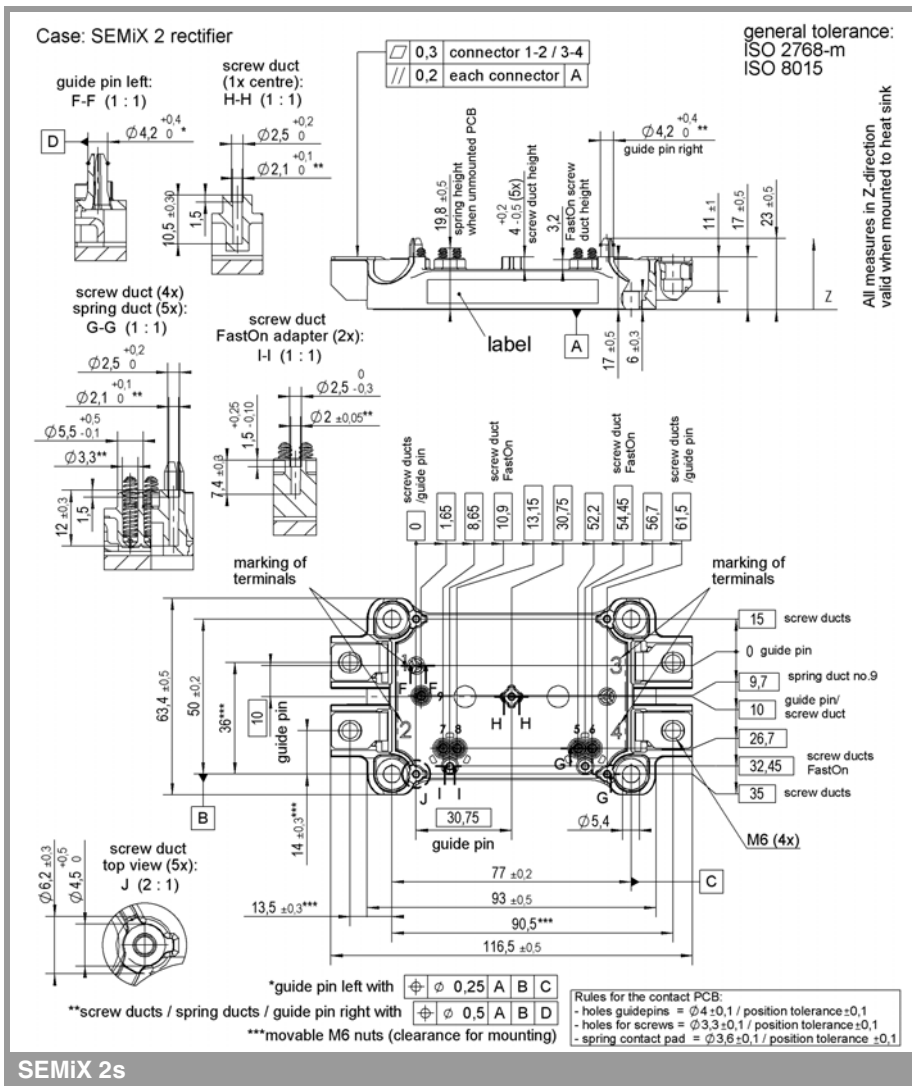 Case: SEMiX 2 rectifier
general tolerance:
ISO 2768-m
ISO 8015
0,3 connector 1-2 / 3-4
// 0,2 each connector A
guide pin left:
F-F (1 : 1)
D
Ø4,2 +0,4 0 *
screw duct
(1x centre):
H-H (1 : 1)
Ø2,5 +0,2 0
Ø2,1 +0,1 0 **
10,5 ±0,30
1,5
19,8 ±0,5
spring height
when unmounted PCB
+0,2
4 -0,5 (5x)
screw duct height
3,2
FastOn screw
duct height
Ø4,2 +0,4 0 **
guide pin right
11 ±1
17 ±0,5
23 ±0,5
Z
All measures in Z-direction
valid when mounted to heat sink
label
A
17 ±0,5
6 ±0,3
screw duct (4x)
spring duct (5x):
G-G (1 : 1)
Ø2,5 +0,2 0
Ø2,1 +0,1 0 **
Ø5,5 +0,5 -0,1
Ø3,3**
12 ±0,3
1,5
screw duct
FastOn adapter (2x):
I-I (1 : 1)
Ø2,5 0 -0,3
Ø2 ±0,05**
1,5 +0,25 -0,10
7,4 ±0,3
screw ducts
/guide pin
screw duct
FastOn
screw duct
FastOn
screw ducts
/guide pin
0 1,65 8,65 10,9 13,15 30,75 52,2 54,45 56,7 61,5
marking of
terminals
marking of
terminals
15 screw ducts
0 guide pin
9,7 spring duct no.9
10 guide pin/
screw duct
26,7
32,45 screw ducts
FastOn
35 screw ducts
63,4 ±0,5
50 ±0,2
36***
10
guide pin
14 ±0,3***
B
1 3
F F 9
H H
2 4
7 8 5 6
G
J I I G
30,75
guide pin
Ø5,4
M6 (4x)
77 ±0,2
C
93 ±0,5
13,5 ±0,3***
90,5***
116,5 ±0,5
screw duct
top view (5x):
J (2 : 1)
Ø6,2 ±0,3
Ø4,5 +0,5 0
*guide pin left with ⌖ Ø 0,25 A B C
**screw ducts / spring ducts / guide pin right with ⌖ Ø 0,5 A B D
***movable M6 nuts (clearance for mounting)
Rules for the contact PCB:
- holes guidepins = Ø4±0,1 / position tolerance±0,1
- holes for screws = Ø3,3±0,1 / position tolerance±0,1
- spring contact pad = Ø3,6±0,1 / position tolerance ±0,1
SEMiX 2s